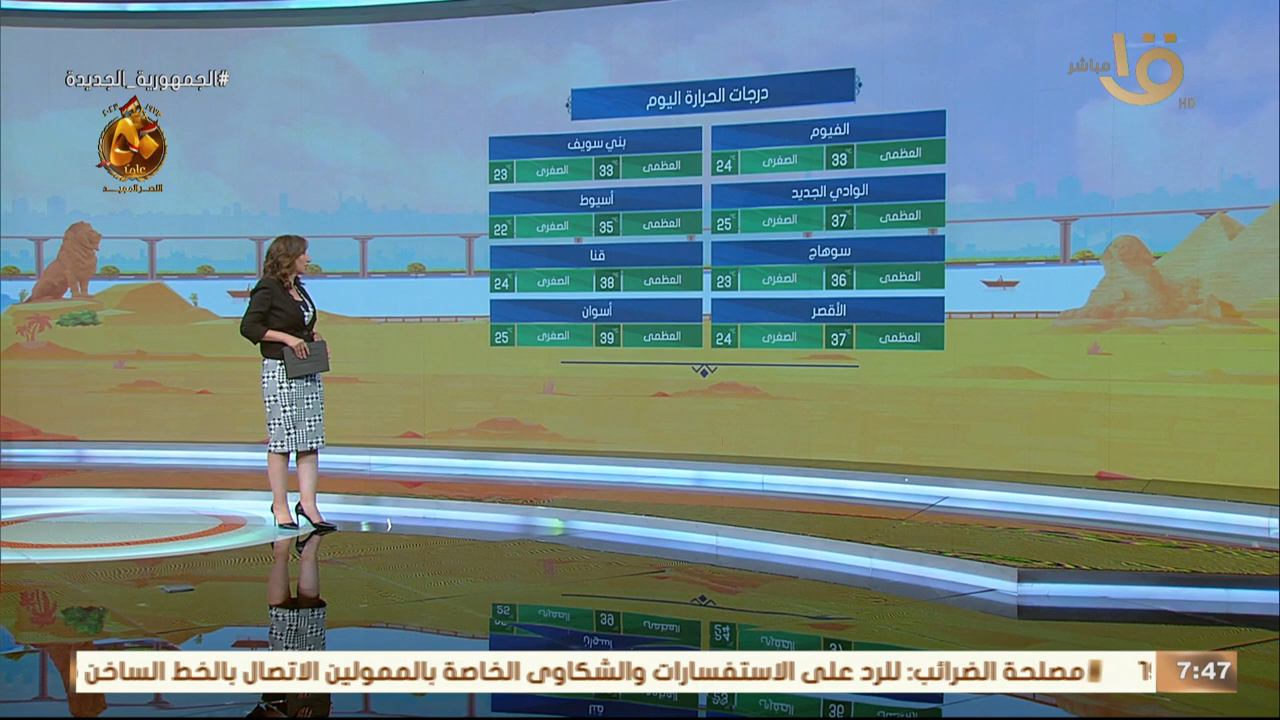 #الجمهورية_الجديدة
مباشر
HD
عاما
درجات الحرارة اليوم
الفيوم
العظمى 33 الصغرى 24
بني سويف
العظمى 33 الصغرى 23
الوادي الجديد
العظمى 37 الصغرى 25
أسيوط
العظمى 35 الصغرى 22
سوهاج
العظمى 36 الصغرى 23
قنا
العظمى 38 الصغرى 24
الأقصر
العظمى 37 الصغرى 24
أسوان
العظمى 39 الصغرى 25
مصلحة الضرائب: للرد على الاستفسارات والشكاوى الخاصة بالممولين الاتصال بالخط الساخن
7:47